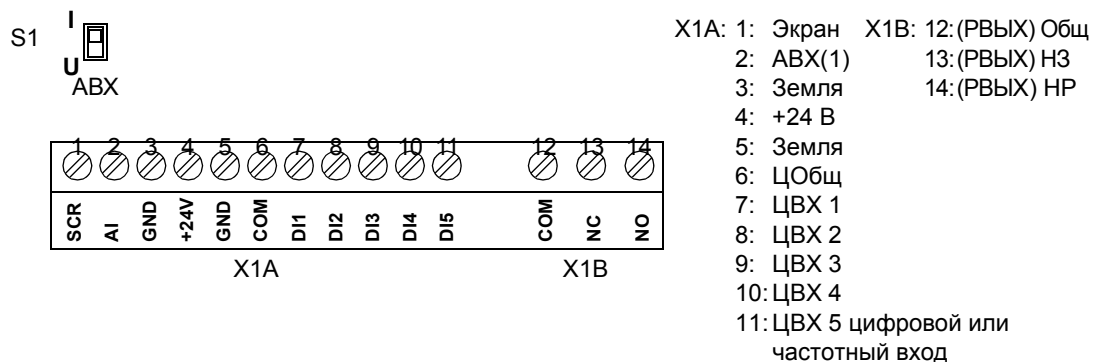 S1
I
U
АВХ
1 2 3 4 5 6 7 8 9 10 11 12 13 14
SCR AI GND +24V GND COM DI1 DI2 DI3 DI4 DI5 COM NC NO
X1A X1B
X1A: 1: Экран X1B: 12:(РВЫХ) Общ
2: АВХ(1) 13:(РВЫХ) НЗ
3: Земля 14:(РВЫХ) НР
4: +24 В
5: Земля
6: ЦОбщ
7: ЦВХ 1
8: ЦВХ 2
9: ЦВХ 3
10: ЦВХ 4
11: ЦВХ 5 цифровой или
частотный вход